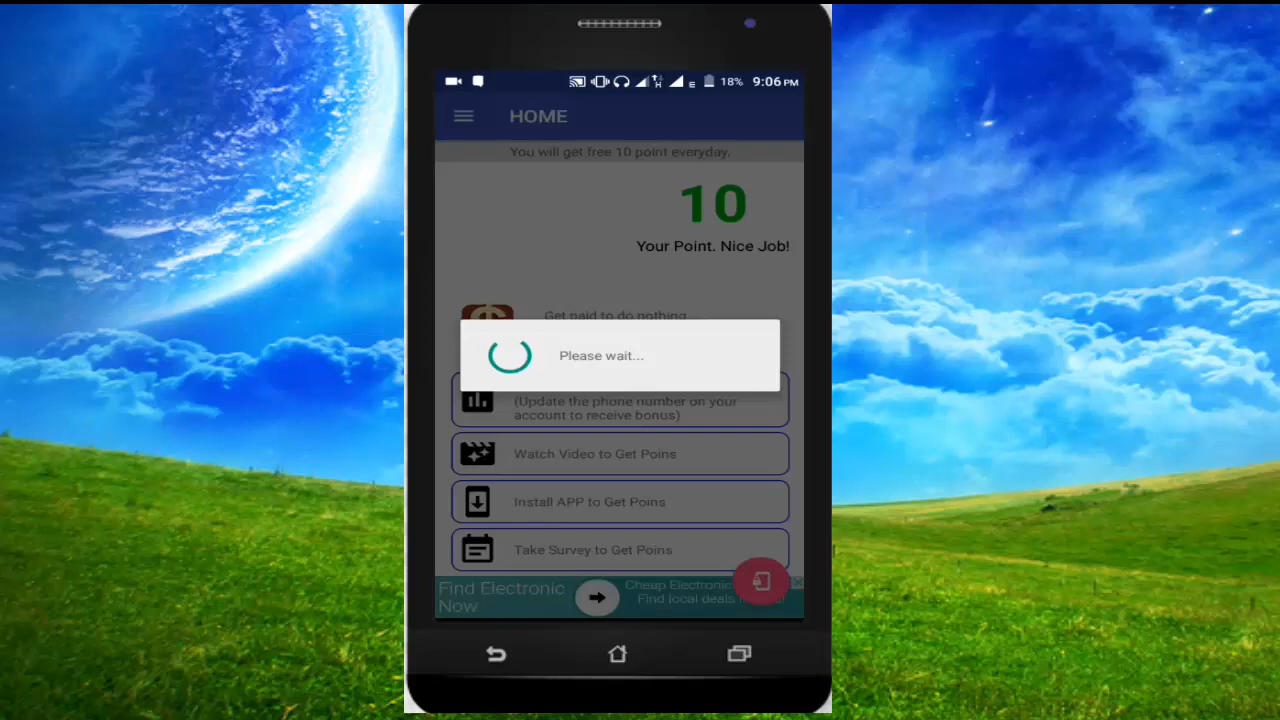 18% 9:06 PM
HOME
You will get free 10 point everyday.
10
Your Point. Nice Job!
Get paid to do nothing...
Please wait...
(Update the phone number on your
account to receive bonus)
Watch Video to Get Poins
Install APP to Get Poins
Take Survey to Get Poins
Find Electronic
Now
Cheap Electronic
Find local deals